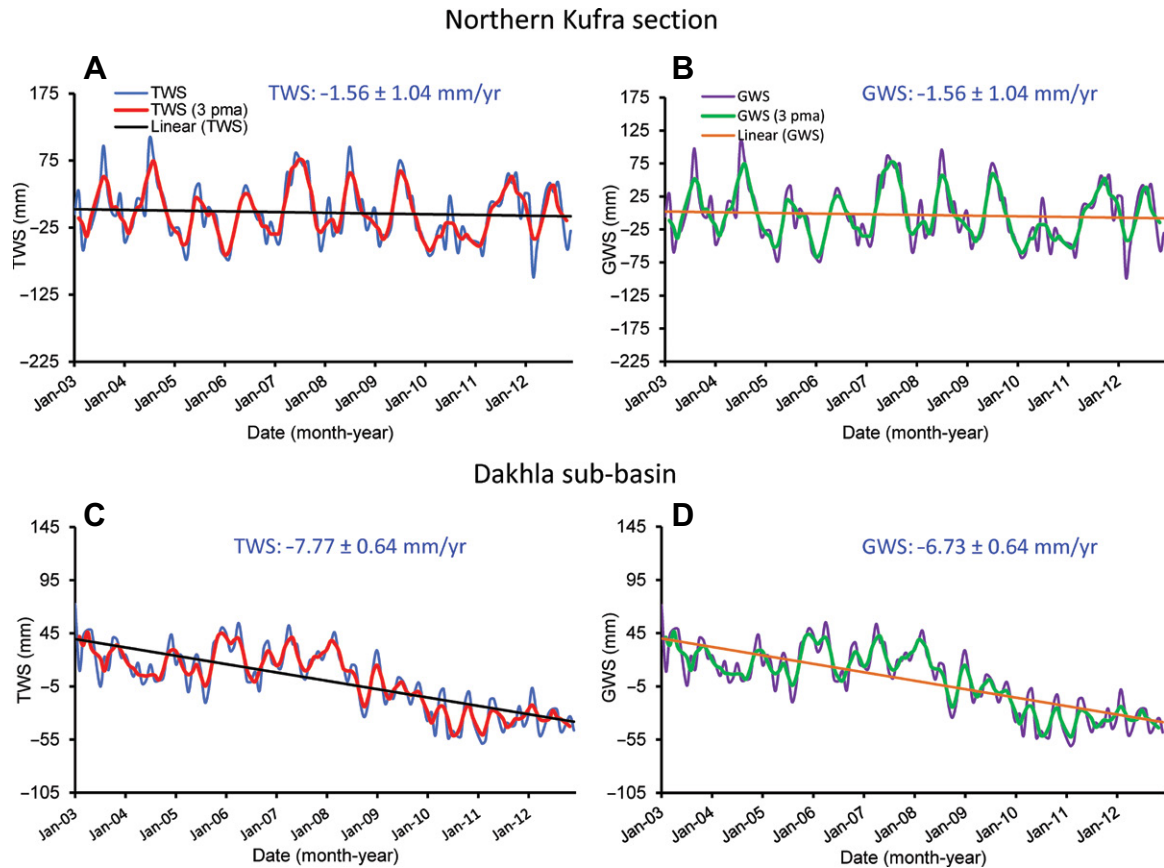 Northern Kufra section
A
TWS
TWS (3 pma)
Linear (TWS)
TWS: −1.56 ± 1.04 mm/yr
175
75
−25
−125
−225
TWS (mm)
Jan-03
Jan-04
Jan-05
Jan-06
Jan-07
Jan-08
Jan-09
Jan-10
Jan-11
Jan-12
Date (month-year)
B
GWS
GWS (3 pma)
Linear (GWS)
GWS: −1.56 ± 1.04 mm/yr
175
125
75
25
−25
−75
−125
−175
−225
GWS (mm)
Jan-03
Jan-04
Jan-05
Jan-06
Jan-07
Jan-08
Jan-09
Jan-10
Jan-11
Jan-12
Date (month-year)
Dakhla sub-basin
C
TWS: −7.77 ± 0.64 mm/yr
145
95
45
−5
−55
−105
TWS (mm)
Jan-03
Jan-04
Jan-05
Jan-06
Jan-07
Jan-08
Jan-09
Jan-10
Jan-11
Jan-12
Date (month-year)
D
GWS: −6.73 ± 0.64 mm/yr
145
95
45
−5
−55
−105
GWS (mm)
Jan-03
Jan-04
Jan-05
Jan-06
Jan-07
Jan-08
Jan-09
Jan-10
Jan-11
Jan-12
Date (month-year)